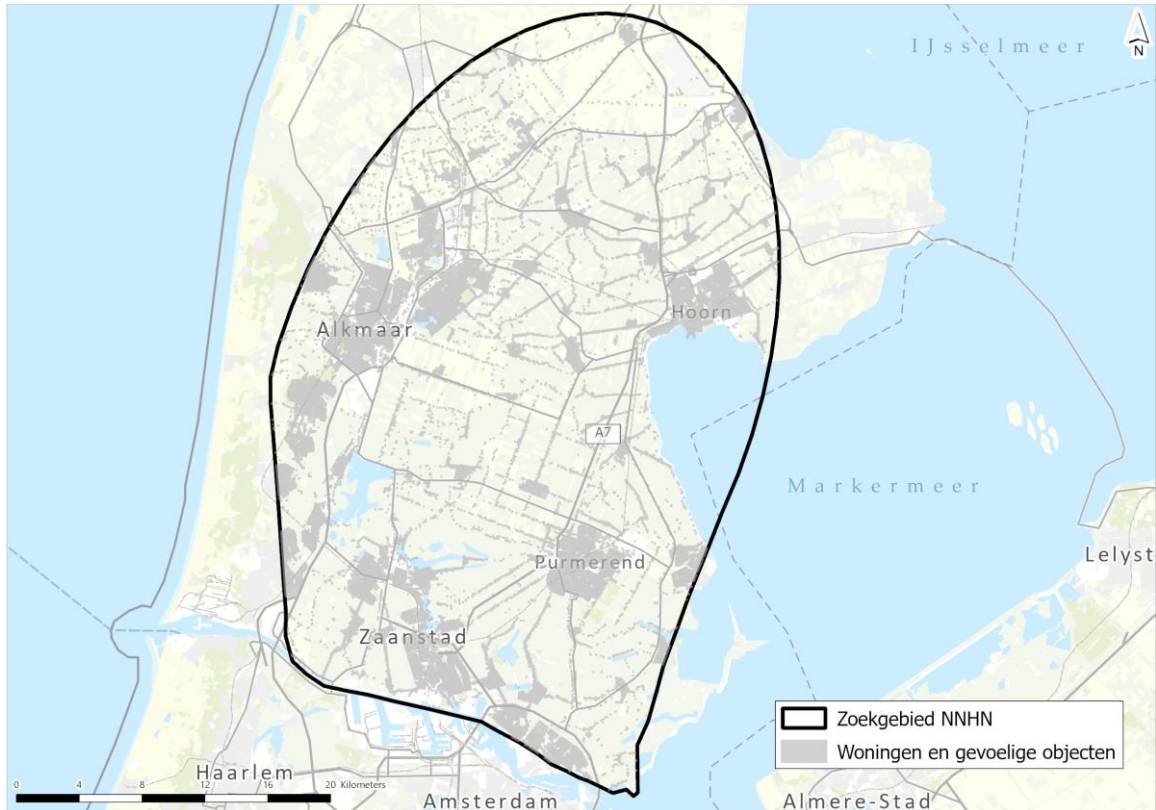 IJsselmeer
N
Alkmaar
Hoorn
A7
Markermeer
Purmerend
Lelyst
Zaanstad
Zoekgebied NNHN
Woningen en gevoelige objecten
Haarlem
0 4 8 12 16 20 Kilometers
Amsterdam
Almere-Stad